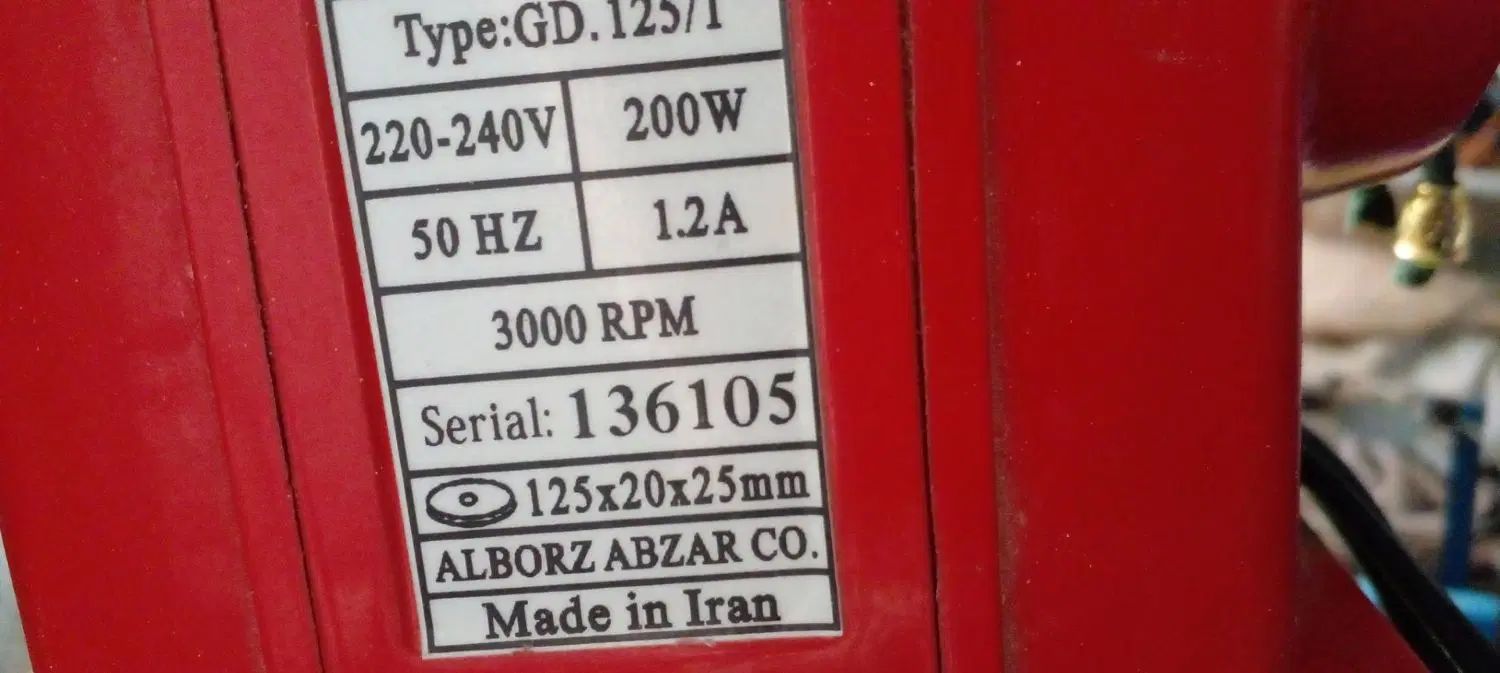 Type:GD.125/1
220-240V 200W
50 HZ 1.2A
3000 RPM
Serial: 136105
125x20x25mm
ALBORZ ABZAR CO.
Made in Iran